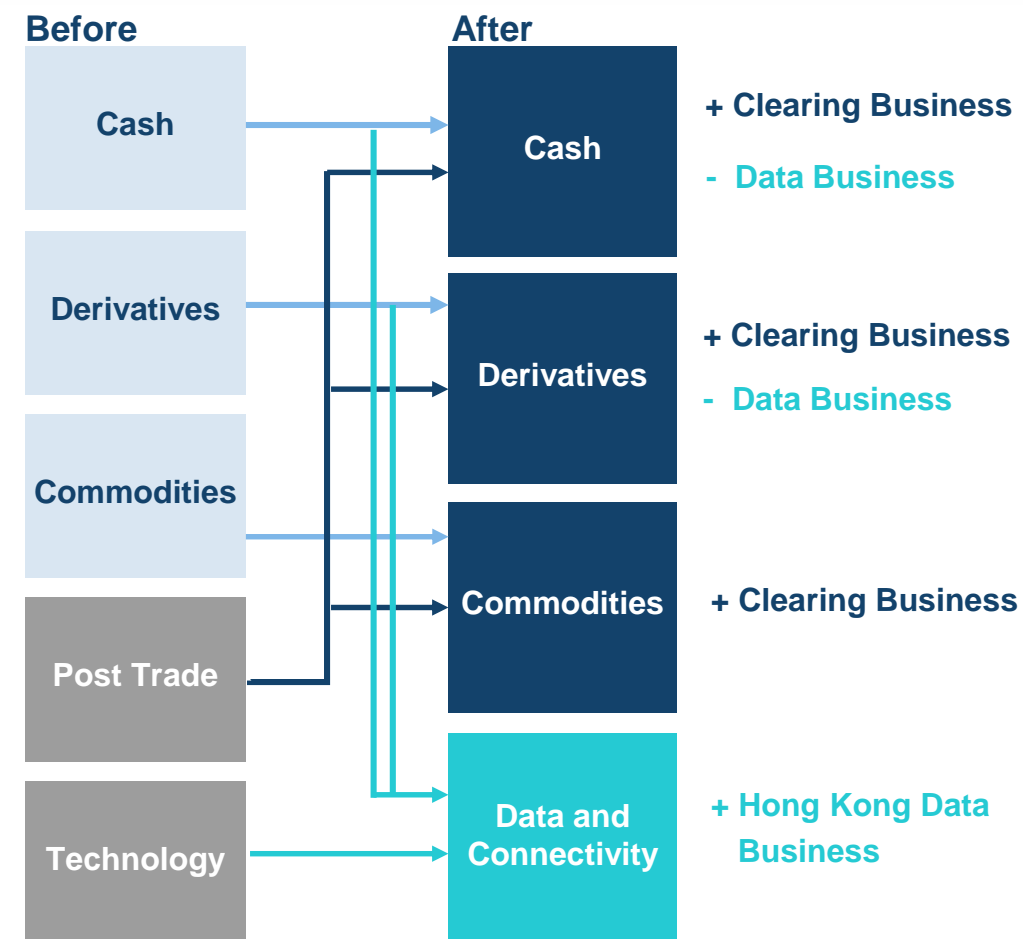 Before
After
Cash
Cash
+ Clearing Business
- Data Business
Derivatives
Derivatives
+ Clearing Business
- Data Business
Commodities
Commodities
+ Clearing Business
Post Trade
Technology
Data and
Connectivity
+ Hong Kong Data
Business